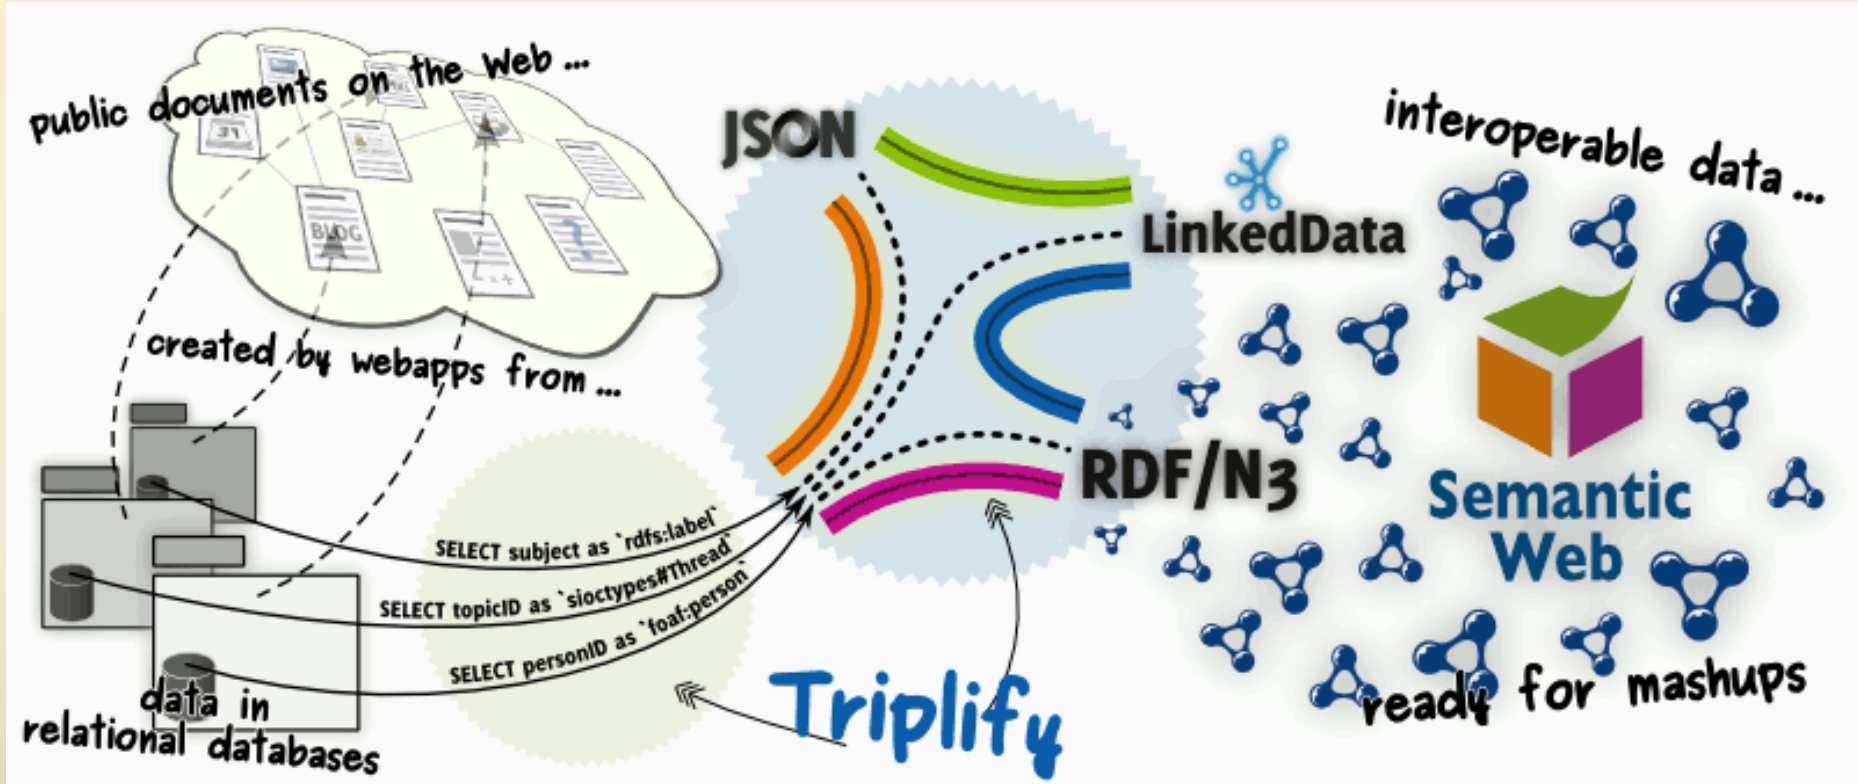 public documents on the Web ...
31
BLOG
created by webapps from ...
data in
relational databases
SELECT subject as `rdfs:label`
SELECT topicID as `sioctypes#Thread`
SELECT personID as `foaf:person`
Triplify
JSON
LinkedData
RDF/N3
interoperable data ...
Semantic
Web
ready for mashups